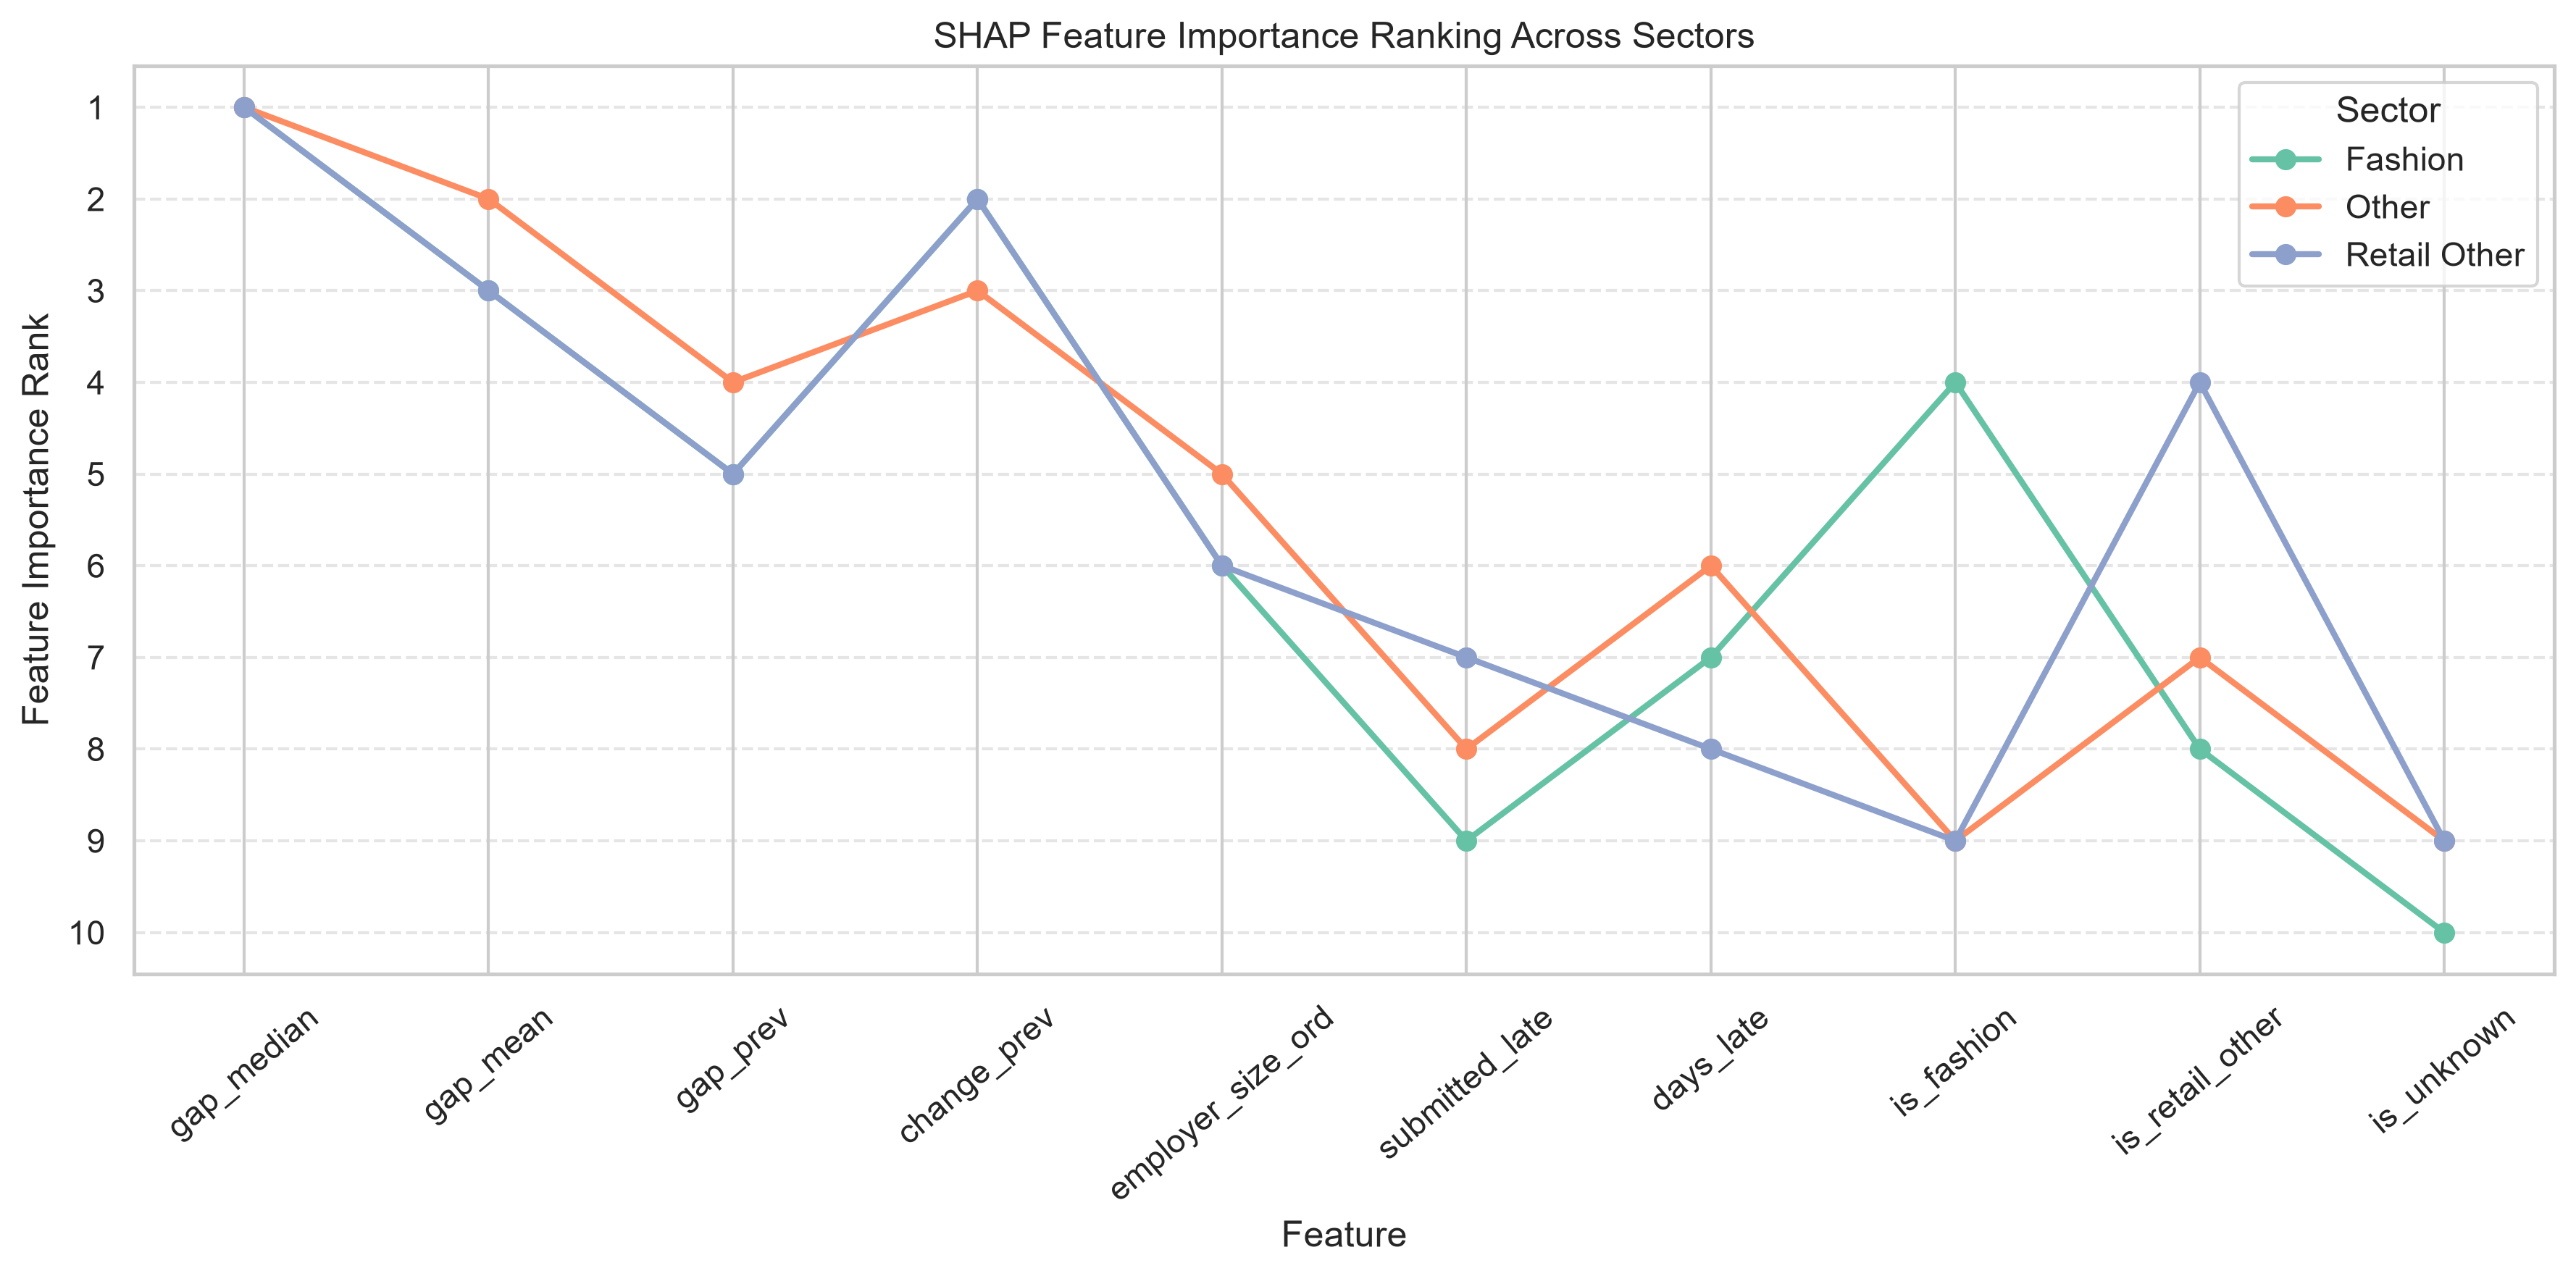 SHAP Feature Importance Ranking Across Sectors
Sector
Fashion
Other
Retail Other
Feature Importance Rank
1
2
3
4
5
6
7
8
9
10
gap_median
gap_mean
gap_prev
change_prev
employer_size_ord
submitted_late
days_late
is_fashion
is_retail_other
is_unknown
Feature